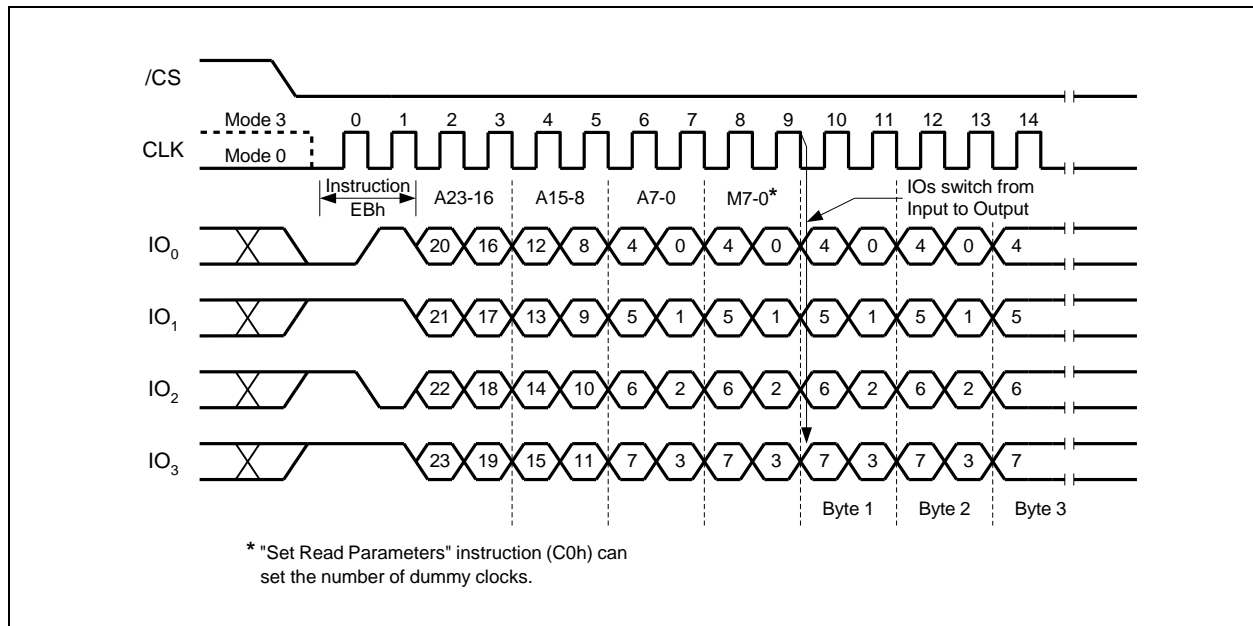 /CS
Mode 3 0 1 2 3 4 5 6 7 8 9 10 11 12 13 14
CLK
Mode 0
Instruction
EBh
A23-16 A15-8 A7-0 M7-0*
IOs switch from
Input to Output
IO0 20 16 12 8 4 0 4 0 4 0 4 0 4
IO1 21 17 13 9 5 1 5 1 5 1 5 1 5
IO2 22 18 14 10 6 2 6 2 6 2 6 2 6
IO3 23 19 15 11 7 3 7 3 7 3 7 3 7
Byte 1 Byte 2 Byte 3
* "Set Read Parameters" instruction (C0h) can
set the number of dummy clocks.